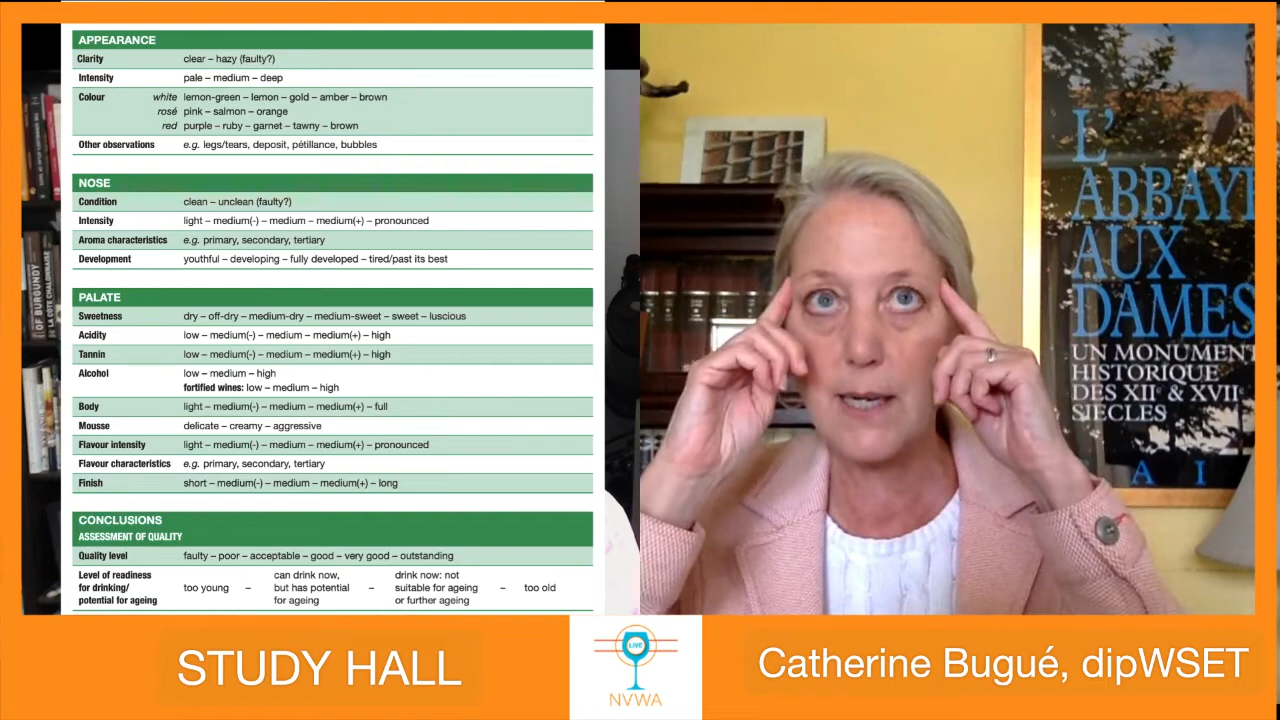 APPEARANCE
Clarity clear – hazy (faulty?)
Intensity pale – medium – deep
Colour white lemon-green – lemon – gold – amber – brown
rosé pink – salmon – orange
red purple – ruby – garnet – tawny – brown
Other observations e.g. legs/tears, deposit, pétillance, bubbles
NOSE
Condition clean – unclean (faulty?)
Intensity light – medium(-) – medium – medium(+) – pronounced
Aroma characteristics e.g. primary, secondary, tertiary
Development youthful – developing – fully developed – tired/past its best
PALATE
Sweetness dry – off-dry – medium-dry – medium-sweet – sweet – luscious
Acidity low – medium(-) – medium – medium(+) – high
Tannin low – medium(-) – medium – medium(+) – high
Alcohol low – medium – high
fortified wines: low – medium – high
Body light – medium(-) – medium – medium(+) – full
Mousse delicate – creamy – aggressive
Flavour intensity light – medium(-) – medium – medium(+) – pronounced
Flavour characteristics e.g. primary, secondary, tertiary
Finish short – medium(-) – medium – medium(+) – long
CONCLUSIONS
ASSESSMENT OF QUALITY
Quality level faulty – poor – acceptable – good – very good – outstanding
Level of readiness can drink now, drink now: not
for drinking/ too young – but has potential – suitable for ageing – too old
potential for ageing for ageing or further ageing
OF BURGUNDY
LA CÔTE CHALONNAISE
L'
ABBAYE
AUX
DAMES
UN MONUMENT
HISTORIQUE
DES XII & XVII
SIECLES
A I
STUDY HALL
LIVE
NVWA
Catherine Bugué, dipWSET